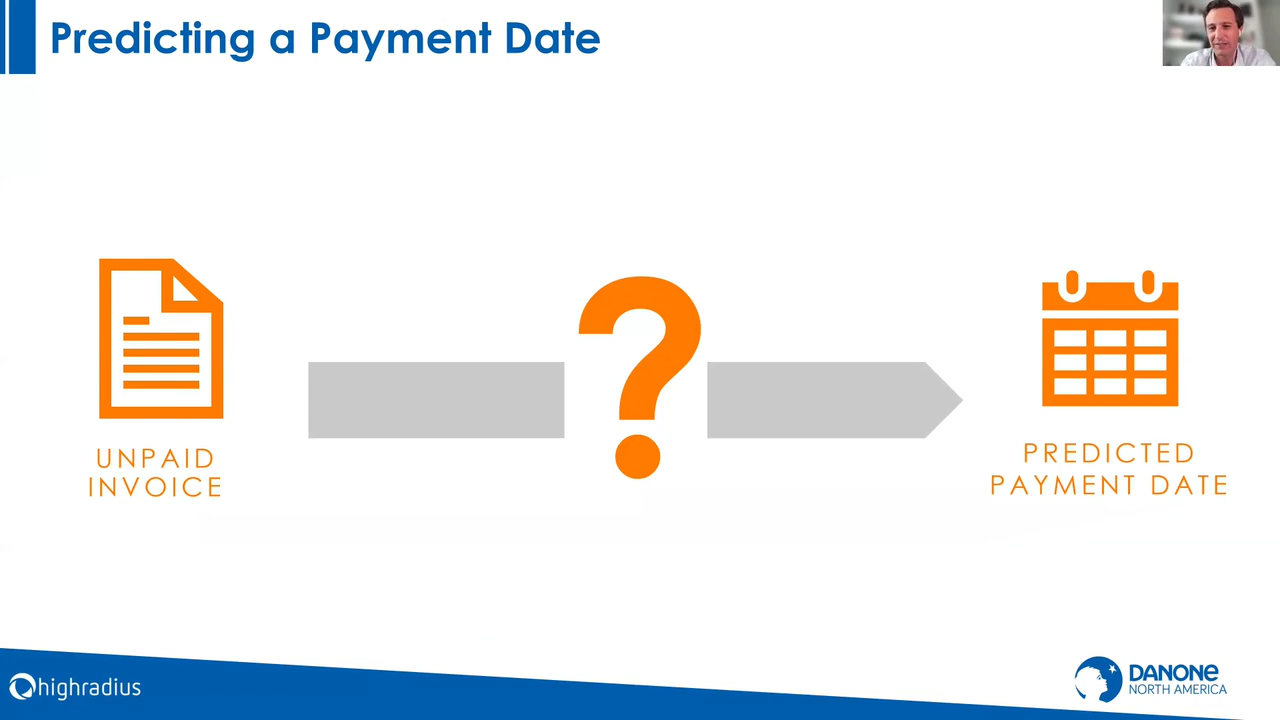 Predicting a Payment Date
?
UNPAID
INVOICE
PREDICTED
PAYMENT DATE
highradius
DANONE
NORTH AMERICA